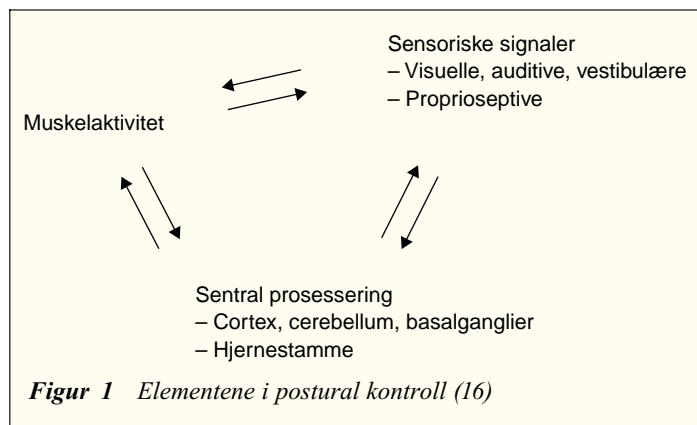 Sensoriske signaler
– Visuelle, auditive, vestibulære
– Proprioseptive
Muskelaktivitet
Sentral prosessering
– Cortex, cerebellum, basalganglier
– Hjernestamme
Figur 1 Elementene i postural kontroll (16)